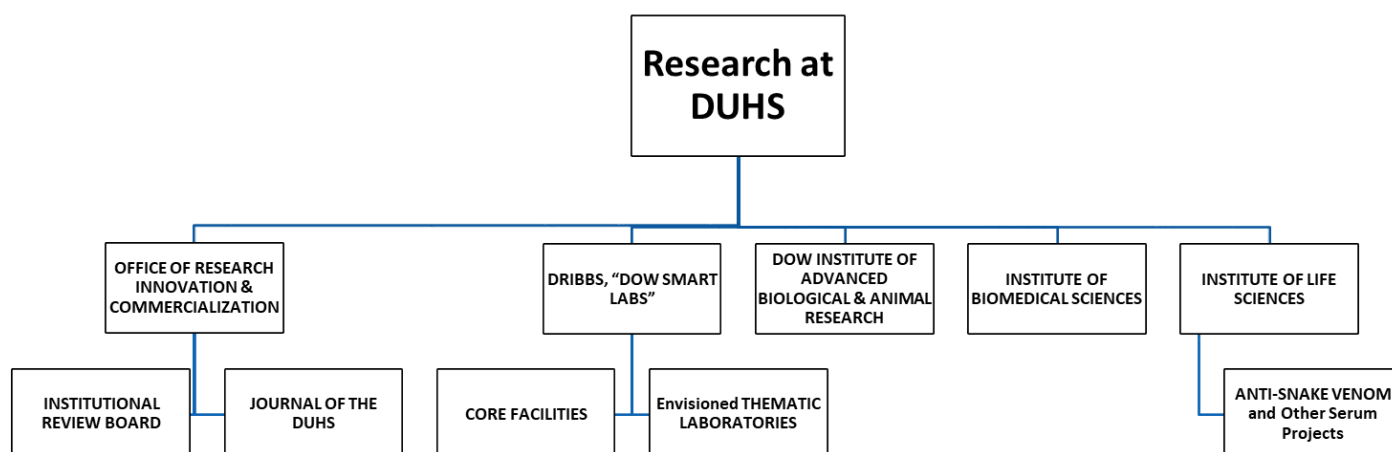 Research at
DUHS
OFFICE OF RESEARCH
INNOVATION &
COMMERCIALIZATION
DRIBBS, “DOW SMART
LABS”
DOW INSTITUTE OF
ADVANCED
BIOLOGICAL & ANIMAL
RESEARCH
INSTITUTE OF
BIOMEDICAL SCIENCES
INSTITUTE OF LIFE
SCIENCES
INSTITUTIONAL
REVIEW BOARD
JOURNAL OF THE
DUHS
CORE FACILITIES
Envisioned THEMATIC
LABORATORIES
ANTI-SNAKE VENOM
and Other Serum
Projects